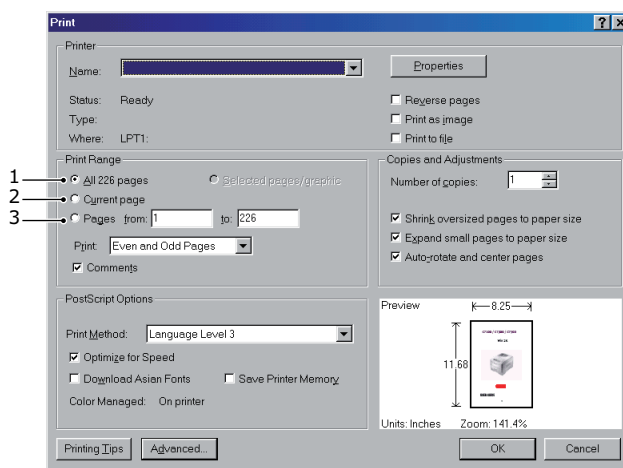 Print
Printer
Name:
Properties
Status: Ready
Type:
Where: LPT1:
Reverse pages
Print as image
Print to file
Print Range
1 All 226 pages
Selected pages/graphic
2 Current page
3 Pages from: 1 to: 226
Print: Even and Odd Pages
Comments
Copies and Adjustments
Number of copies: 1
Shrink oversized pages to paper size
Expand small pages to paper size
Auto-rotate and center pages
PostScript Options
Print Method: Language Level 3
Optimize for Speed
Download Asian Fonts
Save Printer Memory
Color Managed: On printer
Preview
8.25
11.68
Units: Inches Zoom: 141.4%
Printing Tips
Advanced...
OK
Cancel